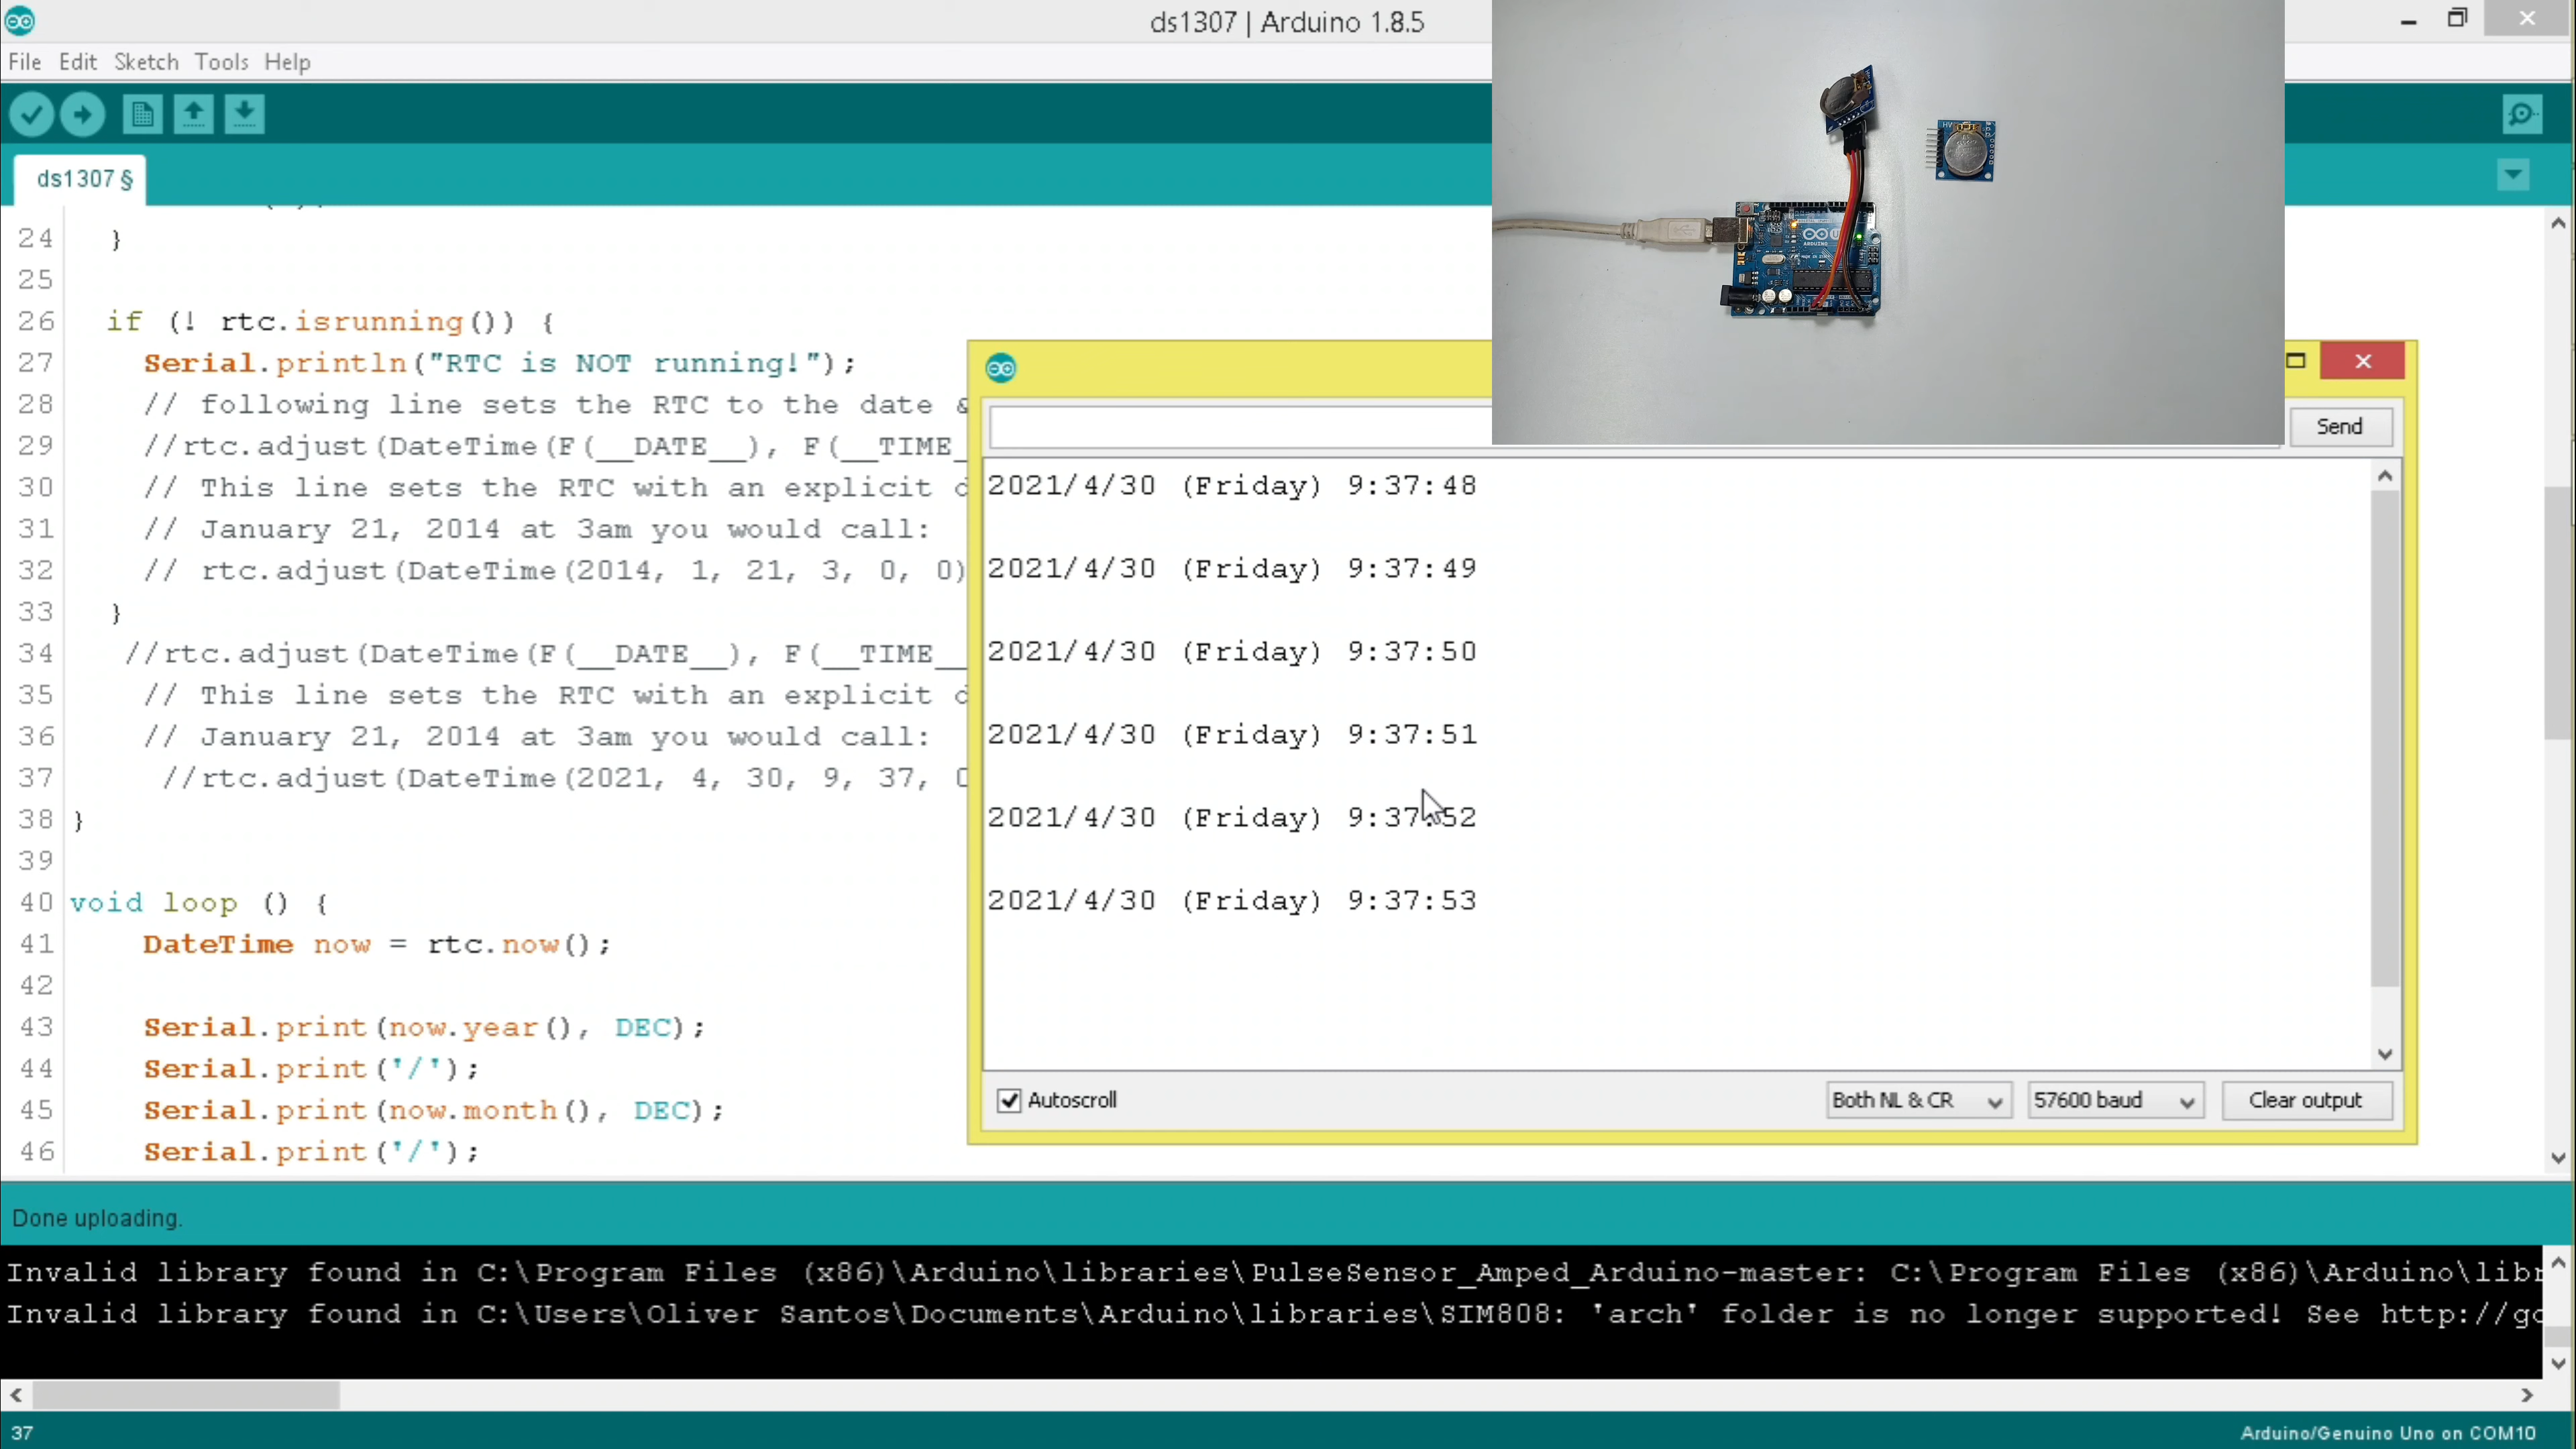 ds1307 | Arduino 1.8.5
File Edit Sketch Tools Help
ds1307 §
24 }
25
26 if (! rtc.isrunning()) {
27 Serial.println("RTC is NOT running!");
28 // following line sets the RTC to the date &
29 //rtc.adjust(DateTime(F(__DATE__), F(__TIME_
30 // This line sets the RTC with an explicit d
31 // January 21, 2014 at 3am you would call:
32 // rtc.adjust(DateTime(2014, 1, 21, 3, 0, 0)
33 }
34 //rtc.adjust(DateTime(F(__DATE__), F(__TIME__
35 // This line sets the RTC with an explicit d
36 // January 21, 2014 at 3am you would call:
37 //rtc.adjust(DateTime(2021, 4, 30, 9, 37, 0
38 }
39
40 void loop () {
41 DateTime now = rtc.now();
42
43 Serial.print(now.year(), DEC);
44 Serial.print('/');
45 Serial.print(now.month(), DEC);
46 Serial.print('/');
Send
2021/4/30 (Friday) 9:37:48
2021/4/30 (Friday) 9:37:49
2021/4/30 (Friday) 9:37:50
2021/4/30 (Friday) 9:37:51
2021/4/30 (Friday) 9:37:52
2021/4/30 (Friday) 9:37:53
Autoscroll
Both NL & CR
57600 baud
Clear output
Done uploading.
Invalid library found in C:\Program Files (x86)\Arduino\libraries\PulseSensor_Amped_Arduino-master: C:\Program Files (x86)\Arduino\libr
Invalid library found in C:\Users\Oliver Santos\Documents\Arduino\libraries\SIM808: 'arch' folder is no longer supported! See http://go
37
Arduino/Genuino Uno on COM10